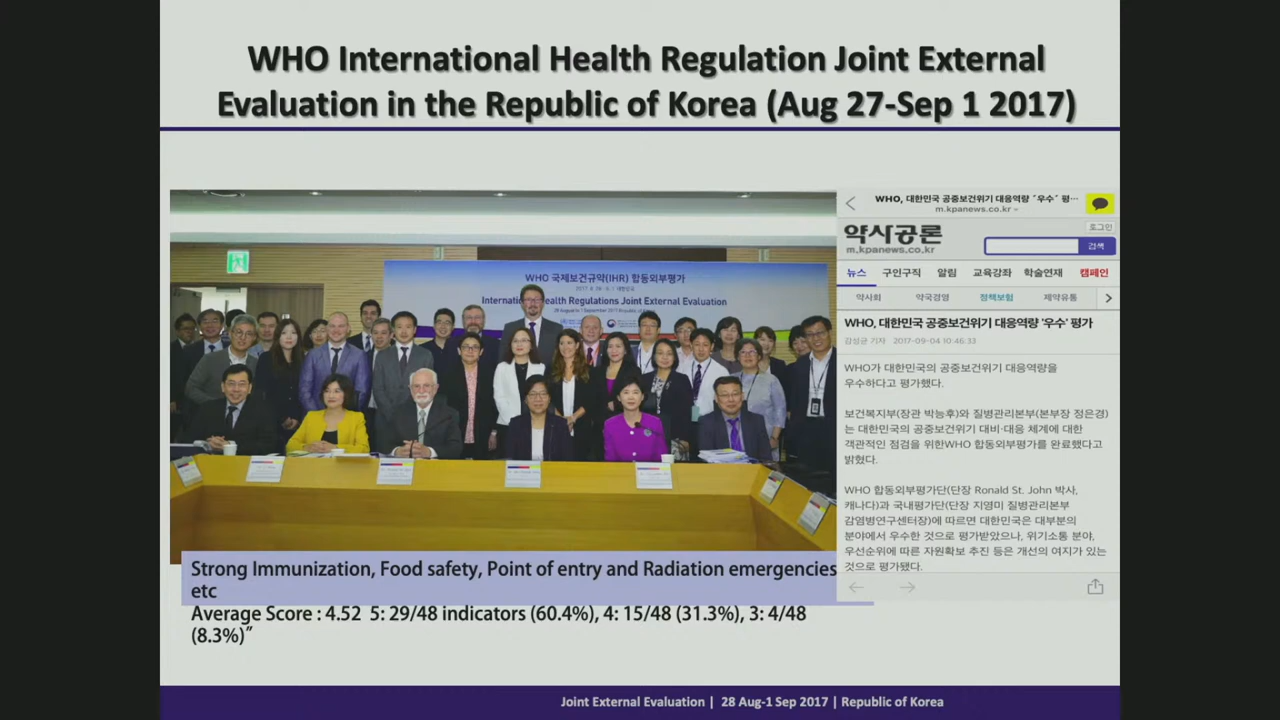 WHO International Health Regulation Joint External
Evaluation in the Republic of Korea (Aug 27-Sep 1 2017)
WHO 국제보건규약(IHR) 합동외부평가
International Health Regulations Joint External Evaluation
WHO, 대한민국 공중보건위기 대응역량 ‘우수’ 평···
m.kpanews.co.kr
약사공론
m.kpanews.co.kr
로그인
검색
뉴스 구인구직 알림 교육강좌 학술연재 캠페인
약사회 약국경영 정책보험 제약유통
WHO, 대한민국 공중보건위기 대응역량 ‘우수’ 평가
강성균 기자 2017-09-04 10:46:33
WHO가 대한민국의 공중보건위기 대응역량을
우수하다고 평가했다.
보건복지부(장관 박능후)와 질병관리본부(본부장 정은경)
는 대한민국의 공중보건위기 대비·대응 체계에 대한
객관적인 점검을 위한WHO 합동외부평가를 완료했다고
밝혔다.
WHO 합동외부평가단(단장 Ronald St. John 박사,
캐나다)과 국내평가단(단장 지영미 질병관리본부
감염병연구센터장)에 따르면 대한민국은 대부분의
분야에서 우수한 것으로 평가받았으나, 위기소통 분야,
우선순위에 따른 자원확보 추진 등은 개선의 여지가 있는
것으로 평가됐다.
Strong Immunization, Food safety, Point of entry and Radiation emergencies
etc
Average Score : 4.52 5: 29/48 indicators (60.4%), 4: 15/48 (31.3%), 3: 4/48
(8.3%)”
Joint External Evaluation | 28 Aug-1 Sep 2017 | Republic of Korea